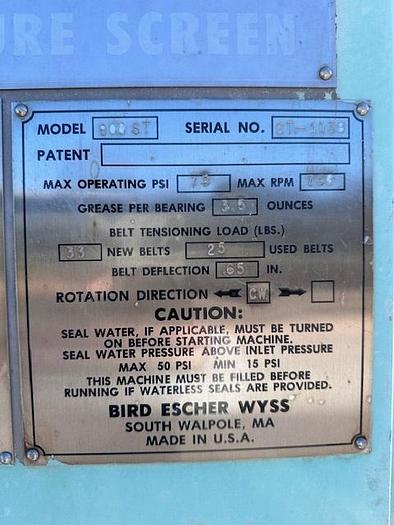 URE SCREEN
MODEL 900 ST SERIAL NO.
PATENT
MAX OPERATING PSI 75 MAX RPM
GREASE PER BEARING 3.5 OUNCES
BELT TENSIONING LOAD (LBS.)
33 NEW BELTS 25 USED BELTS
BELT DEFLECTION .65 IN.
ROTATION DIRECTION CW
CAUTION:
SEAL WATER, IF APPLICABLE, MUST BE TURNED
ON BEFORE STARTING MACHINE.
SEAL WATER PRESSURE ABOVE INLET PRESSURE
MAX 50 PSI MIN 15 PSI
THIS MACHINE MUST BE FILLED BEFORE
RUNNING IF WATERLESS SEALS ARE PROVIDED.
BIRD ESCHER WYSS
SOUTH WALPOLE, MA
MADE IN U.S.A.